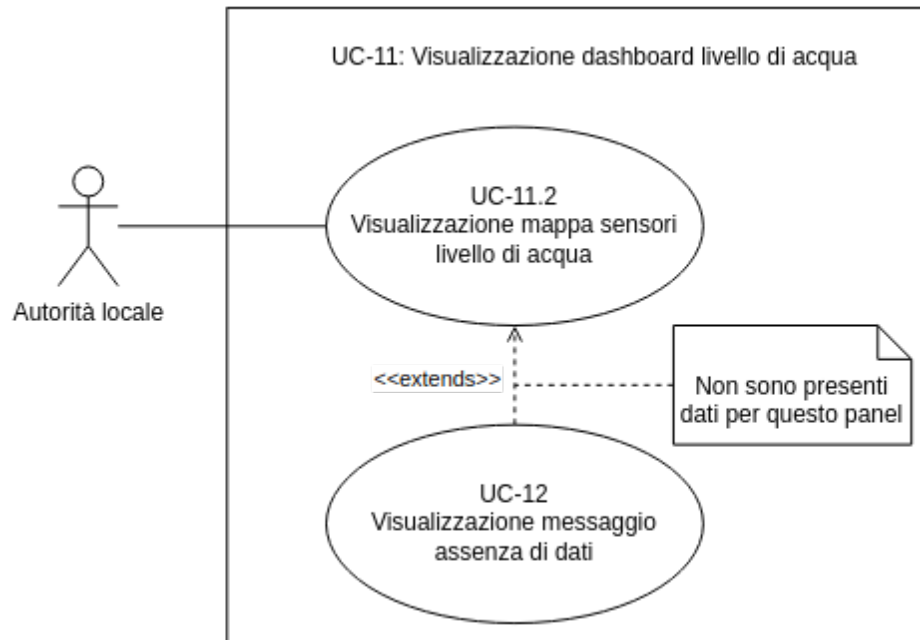 UC-11: Visualizzazione dashboard livello di acqua
UC-11.2
Visualizzazione mappa sensori
livello di acqua
Autorità locale
<<extends>>
Non sono presenti
dati per questo panel
UC-12
Visualizzazione messaggio
assenza di dati